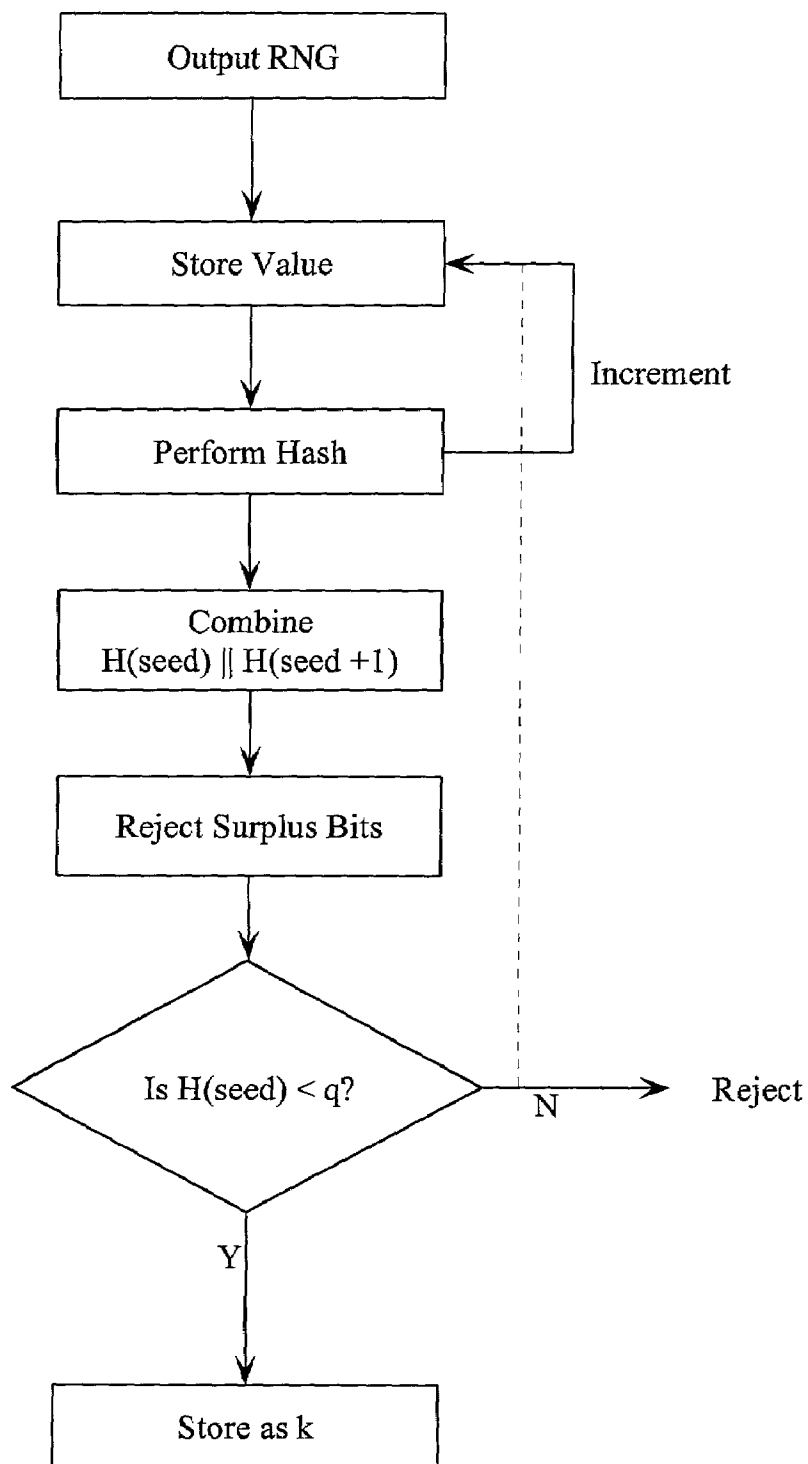 Output RNG
Store Value
Increment
Perform Hash
Combine
H(seed) || H(seed +1)
Reject Surplus Bits
Is H(seed) < q?
N
Reject
Y
Store as k